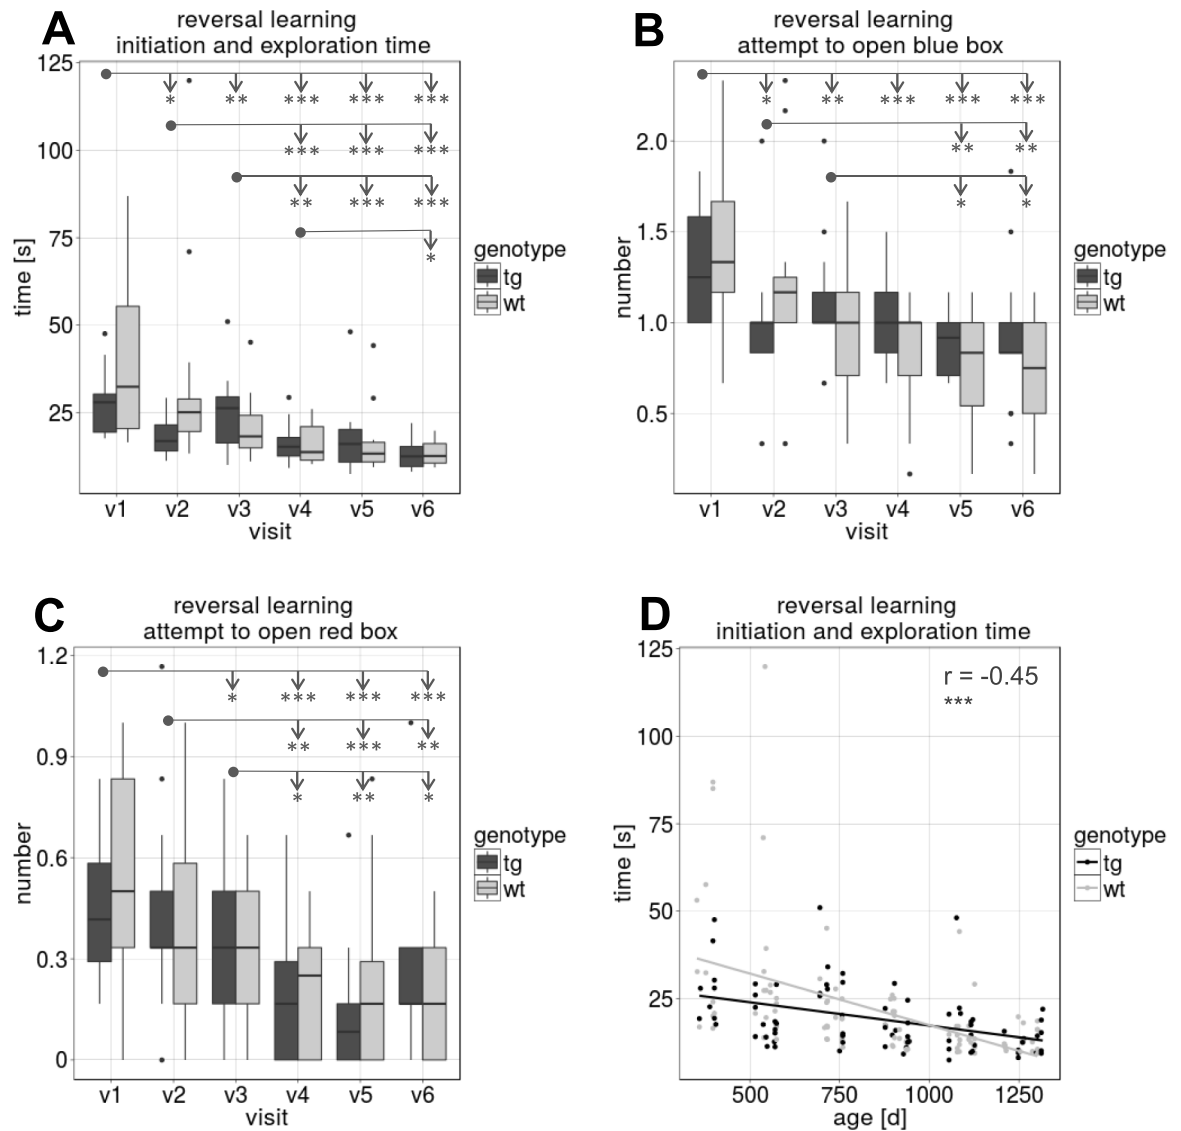 A
reversal learning
initiation and exploration time
125
100
75
50
25
time [s]
* ** *** *** ***
*** *** ***
** *** ***
*
v1 v2 v3 v4 v5 v6
visit
genotype
tg
wt
B
reversal learning
attempt to open blue box
2.0
1.5
1.0
0.5
number
* ** *** *** ***
** **
* *
v1 v2 v3 v4 v5 v6
visit
genotype
tg
wt
C
reversal learning
attempt to open red box
1.2
0.9
0.6
0.3
0
number
* *** *** ***
** *** **
* ** *
v1 v2 v3 v4 v5 v6
visit
genotype
tg
wt
D
reversal learning
initiation and exploration time
125
100
75
50
25
time [s]
r = -0.45
***
500 750 1000 1250
age [d]
genotype
tg
wt